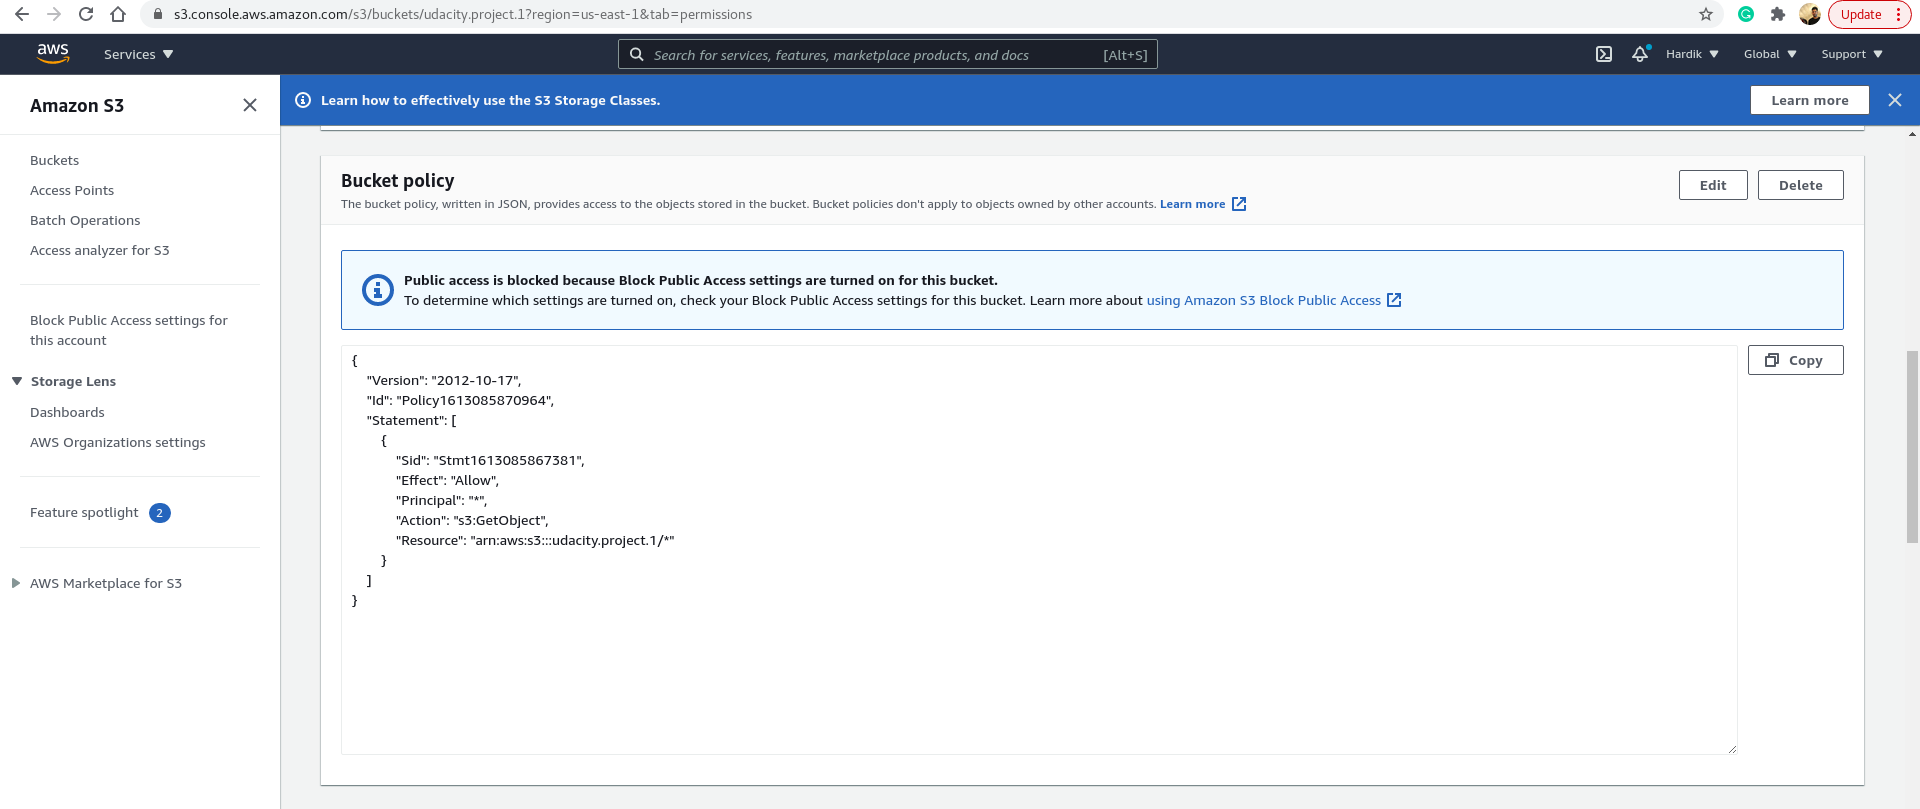 s3.console.aws.amazon.com/s3/buckets/udacity.project.1?region=us-east-1&tab=permissions
Update
aws
Services
Search for services, features, marketplace products, and docs
[Alt+S]
Hardik
Global
Support
Amazon S3
Learn how to effectively use the S3 Storage Classes.
Learn more
Buckets
Access Points
Batch Operations
Access analyzer for S3
Block Public Access settings for
this account
Storage Lens
Dashboards
AWS Organizations settings
Feature spotlight 2
AWS Marketplace for S3
Bucket policy
Edit
Delete
The bucket policy, written in JSON, provides access to the objects stored in the bucket. Bucket policies don't apply to objects owned by other accounts. Learn more
Public access is blocked because Block Public Access settings are turned on for this bucket.
To determine which settings are turned on, check your Block Public Access settings for this bucket. Learn more about using Amazon S3 Block Public Access
Copy
{
"Version": "2012-10-17",
"Id": "Policy1613085870964",
"Statement": [
{
"Sid": "Stmt1613085867381",
"Effect": "Allow",
"Principal": "*",
"Action": "s3:GetObject",
"Resource": "arn:aws:s3:::udacity.project.1/*"
}
]
}